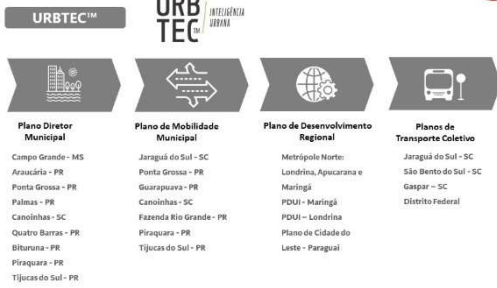 URBTEC™
URB
TEC™
INTELIGÊNCIA
URBANA
Plano Diretor
Municipal
Campo Grande - MS
Araucária - PR
Ponta Grossa - PR
Palmas - PR
Canoinhas - SC
Quatro Barras - PR
Bituruna - PR
Piraquara - PR
Tijucas do Sul - PR
Plano de Mobilidade
Municipal
Jaraguá do Sul - SC
Ponta Grossa - PR
Guarapuava - PR
Canoinhas - SC
Fazenda Rio Grande - PR
Piraquara - PR
Tijucas do Sul - PR
Plano de Desenvolvimento
Regional
Metrópole Norte:
Londrina, Apucarana e
Maringá
PDUI - Maringá
PDUI – Londrina
Plano de Cidade do
Leste - Paraguai
Planos de
Transporte Coletivo
Jaraguá do Sul - SC
São Bento do Sul - SC
Gaspar – SC
Distrito Federal